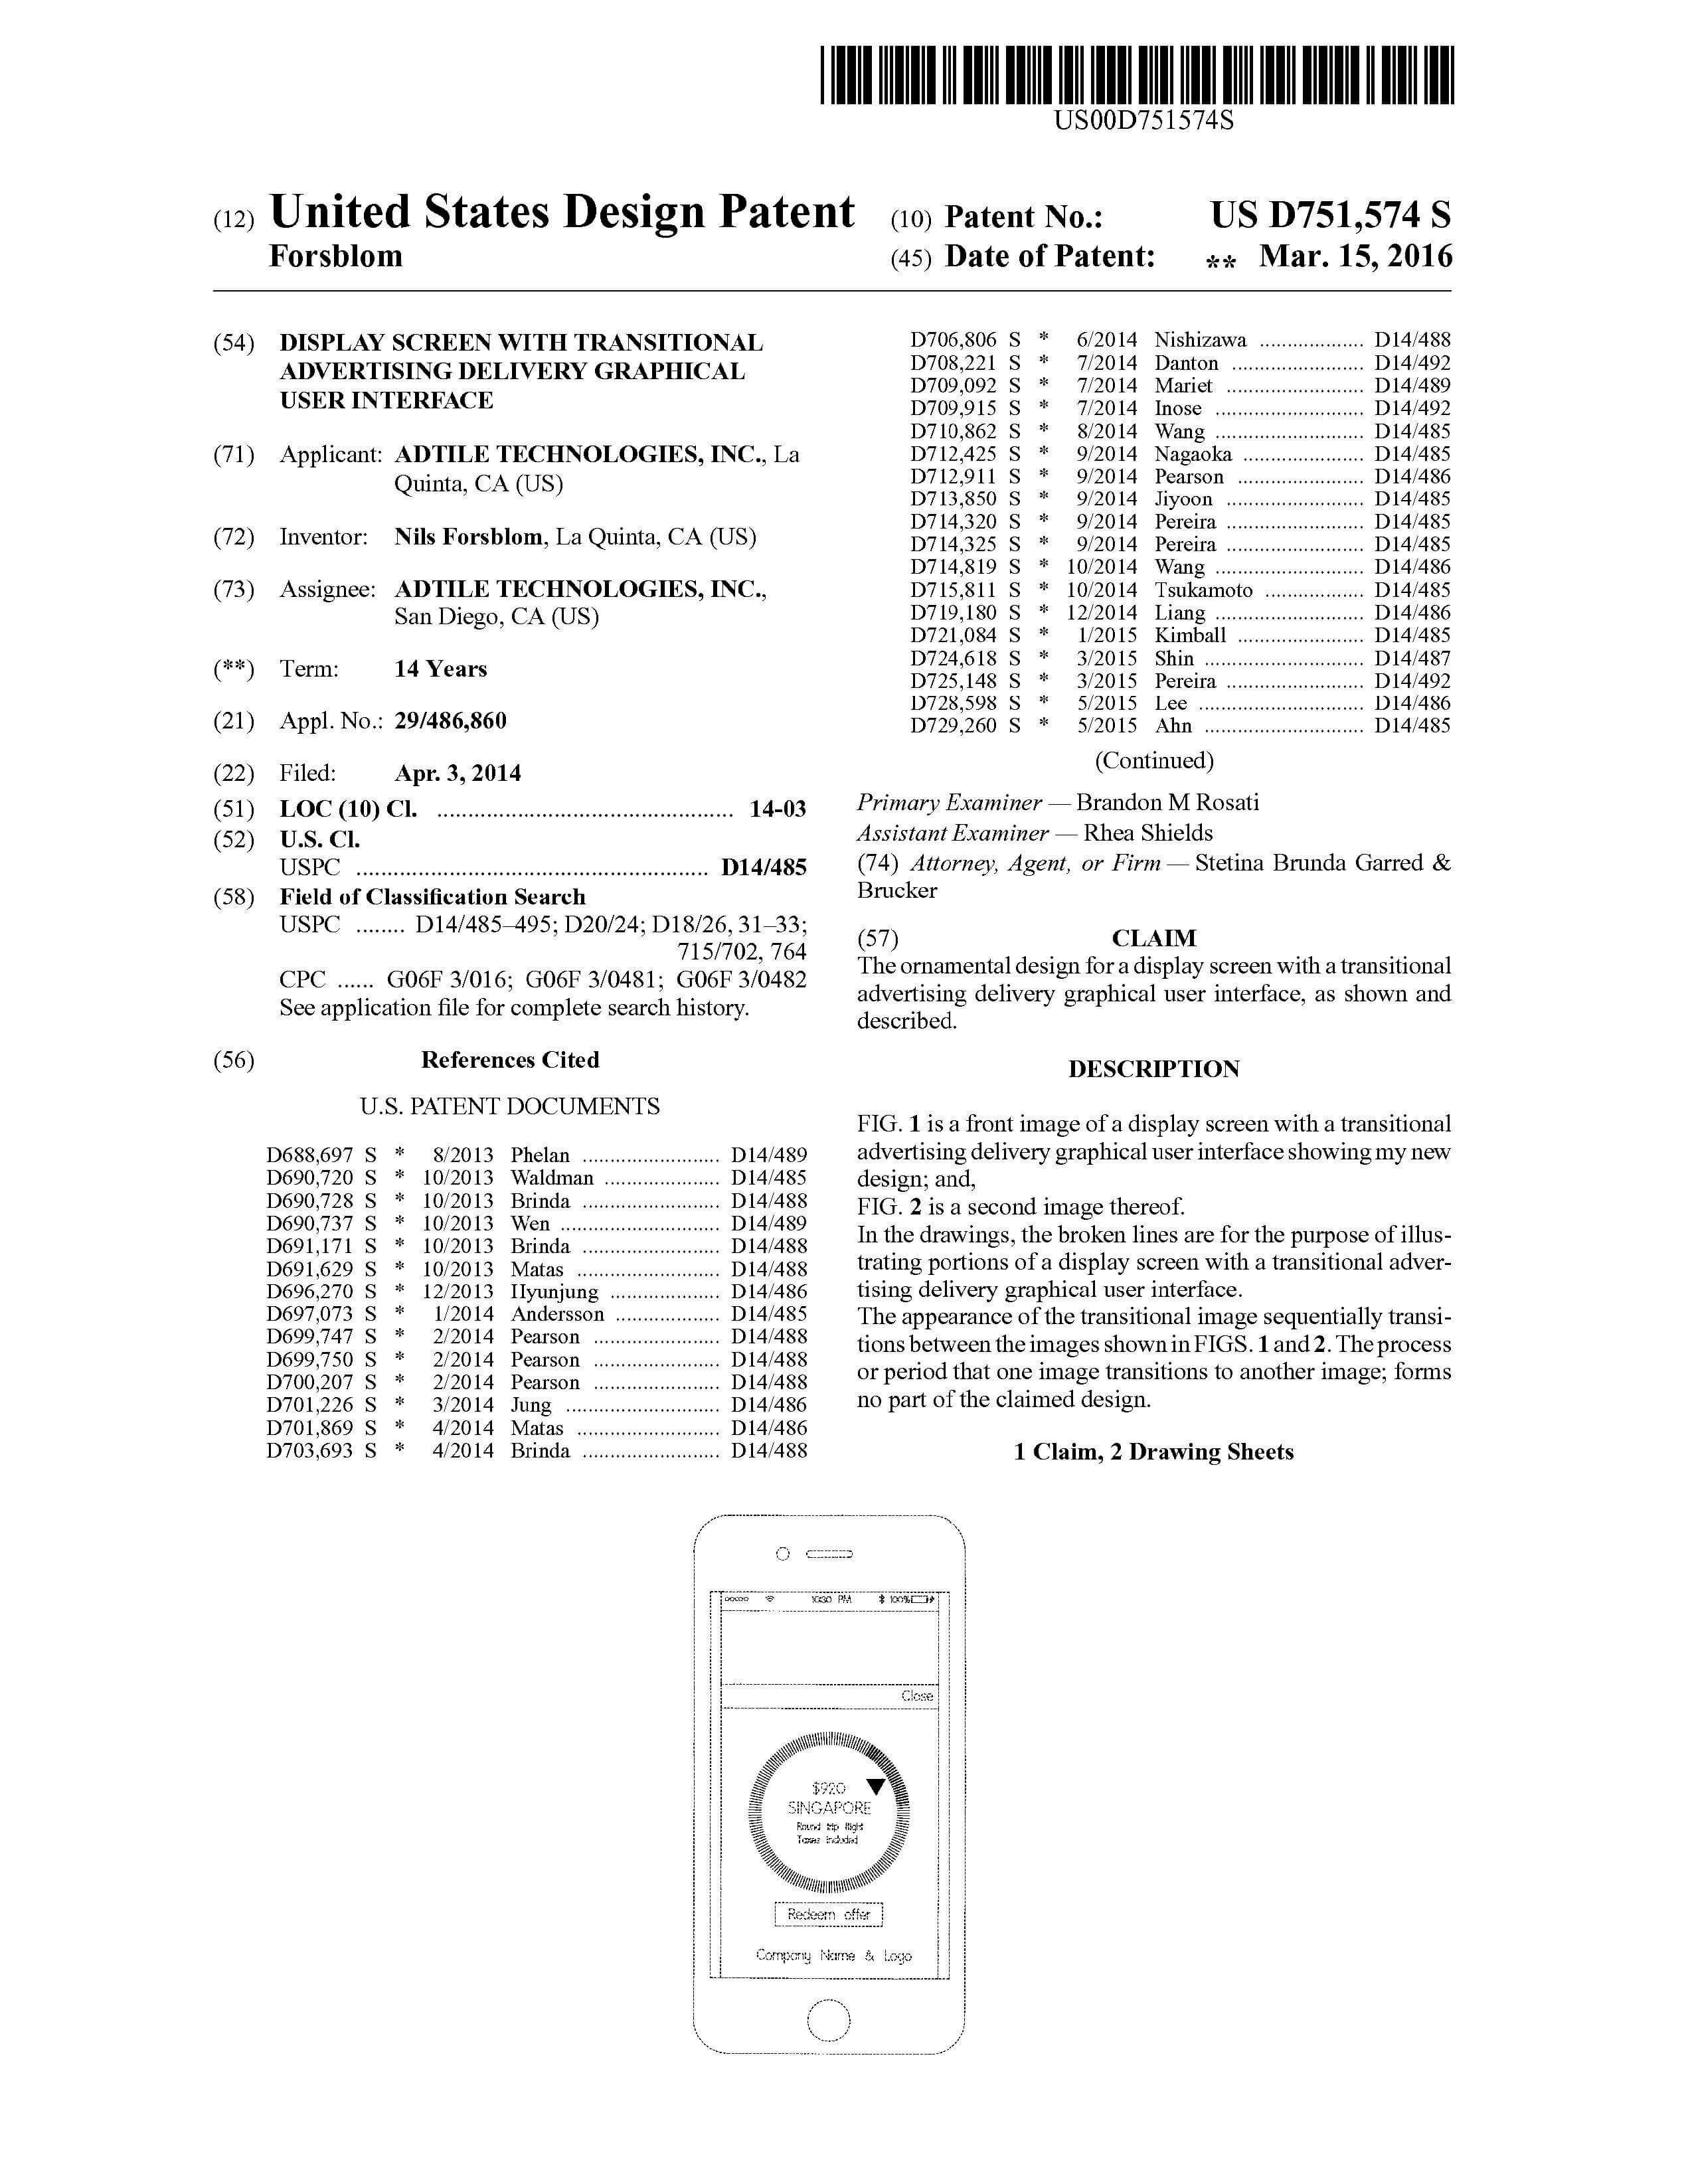 US00D751574S
(12) United States Design Patent
Forsblom
(10) Patent No.: US D751,574 S
(45) Date of Patent: ** Mar. 15, 2016
(54) DISPLAY SCREEN WITH TRANSITIONAL
ADVERTISING DELIVERY GRAPHICAL
USER INTERFACE
(71) Applicant: ADTILE TECHNOLOGIES, INC., La
Quinta, CA (US)
(72) Inventor: Nils Forsblom, La Quinta, CA (US)
(73) Assignee: ADTILE TECHNOLOGIES, INC.,
San Diego, CA (US)
(**) Term: 14 Years
(21) Appl. No.: 29/486,860
(22) Filed: Apr. 3, 2014
(51) LOC (10) Cl. ................................................ 14-03
(52) U.S. Cl.
USPC ......................................................... D14/485
(58) Field of Classification Search
USPC ........ D14/485–495; D20/24; D18/26, 31–33;
715/702, 764
CPC ...... G06F 3/016; G06F 3/0481; G06F 3/0482
See application file for complete search history.
(56) References Cited
U.S. PATENT DOCUMENTS
D688,697 S * 8/2013 Phelan ......................... D14/489
D690,720 S * 10/2013 Waldman ..................... D14/485
D690,728 S * 10/2013 Brinda ......................... D14/488
D690,737 S * 10/2013 Wen ............................. D14/489
D691,171 S * 10/2013 Brinda ......................... D14/488
D691,629 S * 10/2013 Matas .......................... D14/488
D696,270 S * 12/2013 Hyunjung .................... D14/486
D697,073 S * 1/2014 Andersson ................... D14/485
D699,747 S * 2/2014 Pearson ....................... D14/488
D699,750 S * 2/2014 Pearson ....................... D14/488
D700,207 S * 2/2014 Pearson ....................... D14/488
D701,226 S * 3/2014 Jung ............................ D14/486
D701,869 S * 4/2014 Matas .......................... D14/486
D703,693 S * 4/2014 Brinda ......................... D14/488
D706,806 S * 6/2014 Nishizawa ................... D14/488
D708,221 S * 7/2014 Danton ........................ D14/492
D709,092 S * 7/2014 Mariet ......................... D14/489
D709,915 S * 7/2014 Inose ........................... D14/492
D710,862 S * 8/2014 Wang ........................... D14/485
D712,425 S * 9/2014 Nagaoka ...................... D14/485
D712,911 S * 9/2014 Pearson ....................... D14/486
D713,850 S * 9/2014 Jiyoon ......................... D14/485
D714,320 S * 9/2014 Pereira ......................... D14/485
D714,325 S * 9/2014 Pereira ......................... D14/485
D714,819 S * 10/2014 Wang ........................... D14/486
D715,811 S * 10/2014 Tsukamoto .................. D14/485
D719,180 S * 12/2014 Liang ........................... D14/486
D721,084 S * 1/2015 Kimball ....................... D14/485
D724,618 S * 3/2015 Shin ............................. D14/487
D725,148 S * 3/2015 Pereira ......................... D14/492
D728,598 S * 5/2015 Lee .............................. D14/486
D729,260 S * 5/2015 Ahn ............................. D14/485
(Continued)
Primary Examiner — Brandon M Rosati
Assistant Examiner — Rhea Shields
(74) Attorney, Agent, or Firm — Stetina Brunda Garred &
Brucker
(57) CLAIM
The ornamental design for a display screen with a transitional
advertising delivery graphical user interface, as shown and
described.
DESCRIPTION
FIG. 1 is a front image of a display screen with a transitional
advertising delivery graphical user interface showing my new
design; and,
FIG. 2 is a second image thereof.
In the drawings, the broken lines are for the purpose of illus-
trating portions of a display screen with a transitional adver-
tising delivery graphical user interface.
The appearance of the transitional image sequentially transi-
tions between the images shown in FIGS. 1 and 2. The process
or period that one image transitions to another image; forms
no part of the claimed design.
1 Claim, 2 Drawing Sheets
10:30 PM 100%
Close
$920
SINGAPORE
Round trip flight
Taxes included
Redeem offer
Company Name & Logo